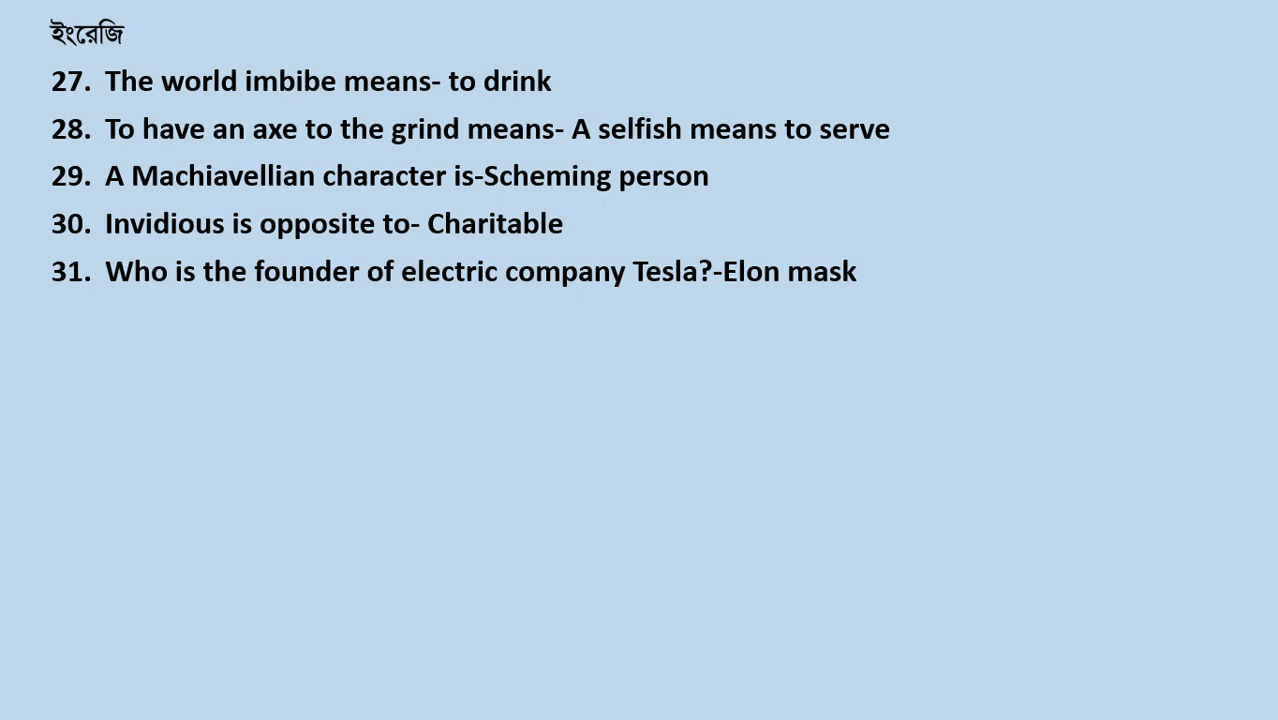 ইংরেজি
27. The world imbibe means- to drink
28. To have an axe to the grind means- A selfish means to serve
29. A Machiavellian character is-Scheming person
30. Invidious is opposite to- Charitable
31. Who is the founder of electric company Tesla?-Elon mask